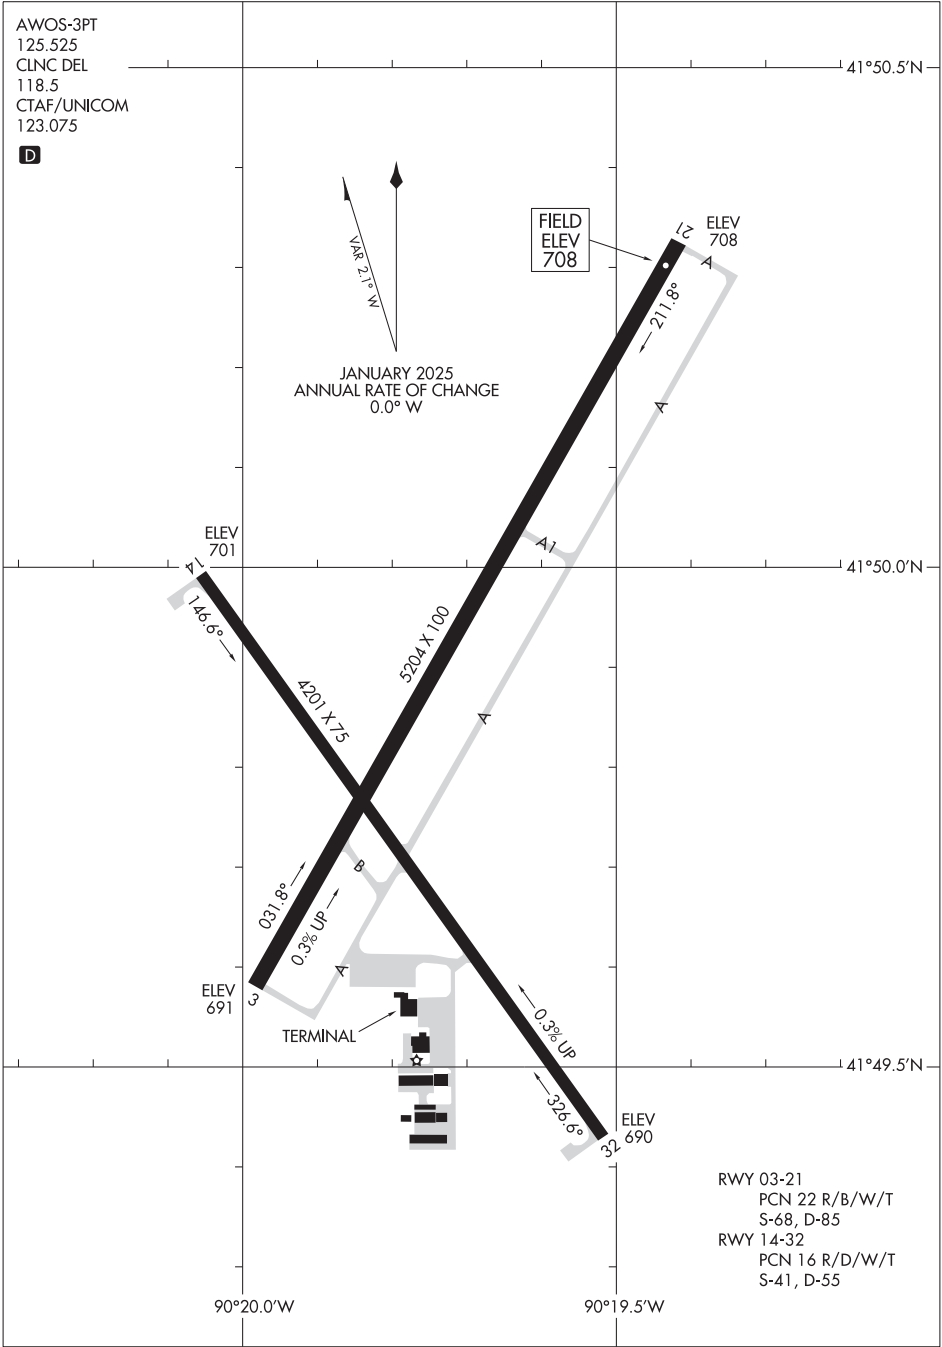 AWOS-3PT
125.525
CLNC DEL
118.5
CTAF/UNICOM
123.075
D
41°50.5'N
VAR 2.1° W
JANUARY 2025
ANNUAL RATE OF CHANGE
0.0° W
FIELD
ELEV
708
21
ELEV
708
A
211.8°
A
A1
ELEV
701
14
41°50.0'N
146.6°
5204 X 100
4201 X 75
A
B
031.8°
0.3% UP
A
ELEV
691
3
TERMINAL
0.3% UP
41°49.5'N
326.6°
ELEV
690
32
RWY 03-21
PCN 22 R/B/W/T
S-68, D-85
RWY 14-32
PCN 16 R/D/W/T
S-41, D-55
90°20.0'W
90°19.5'W